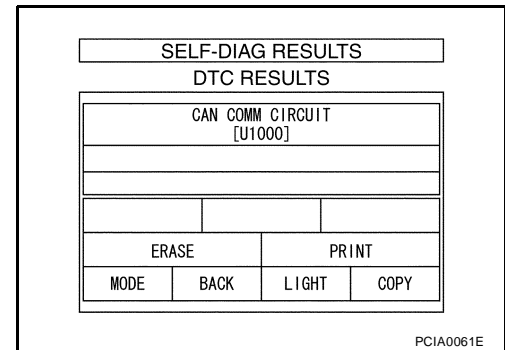 SELF-DIAG RESULTS
DTC RESULTS
CAN COMM CIRCUIT
[U1000]
ERASE PRINT
MODE BACK LIGHT COPY
PCIA0061E